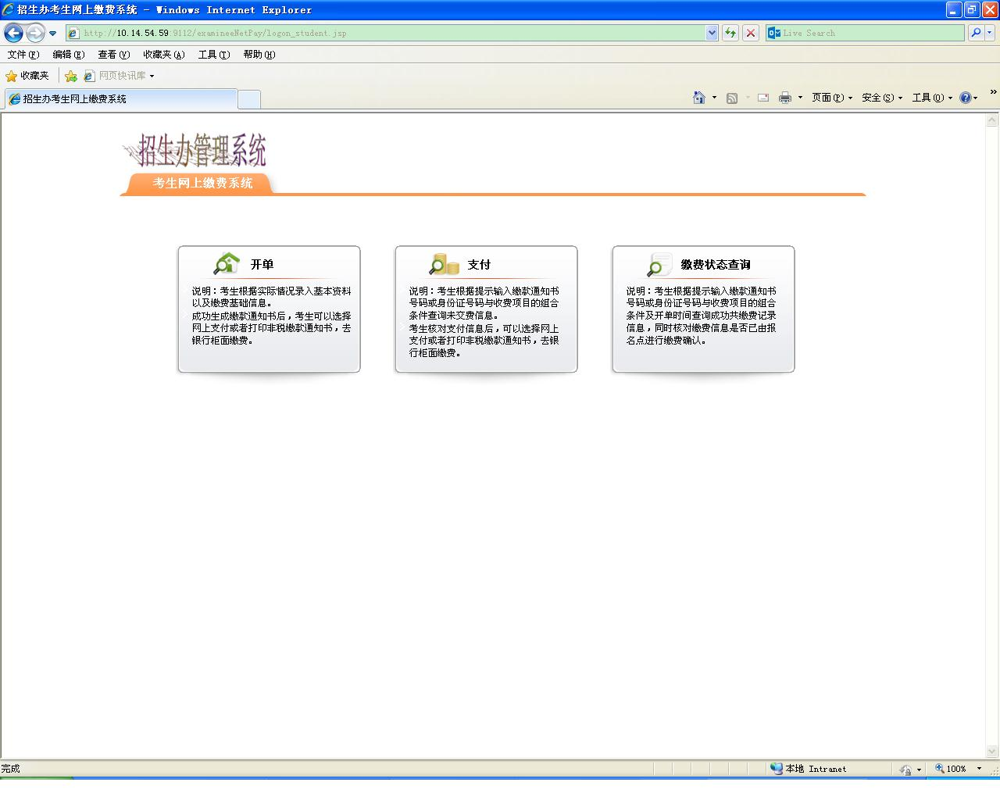 招生办考生网上缴费系统 - Windows Internet Explorer
http://10.14.54.59:9112/examineeNetPay/logon_student.jsp
Live Search
文件(F) 编辑(E) 查看(V) 收藏夹(A) 工具(T) 帮助(H)
收藏夹 网页快讯库
招生办考生网上缴费系统
页面(P) 安全(S) 工具(O)
招生办管理系统
考生网上缴费系统
开单
说明：考生根据实际情况录入基本资料
以及缴费基础信息。
成功生成缴款通知书后，考生可以选择
网上支付或者打印非税缴款通知书，去
银行柜面缴费。
支付
说明：考生根据提示输入缴款通知书
号码或身份证号码与收费项目的组合
条件查询未交费信息。
考生核对支付信息后，可以选择网上
支付或者打印非税缴款通知书，去银
行柜面缴费。
缴费状态查询
说明：考生根据提示输入缴款通知书
号码或身份证号码与收费项目的组合
条件及开单时间查询成功共缴费记录
信息，同时核对缴费信息是否已由报
名点进行缴费确认。
完成
本地 Intranet
100%